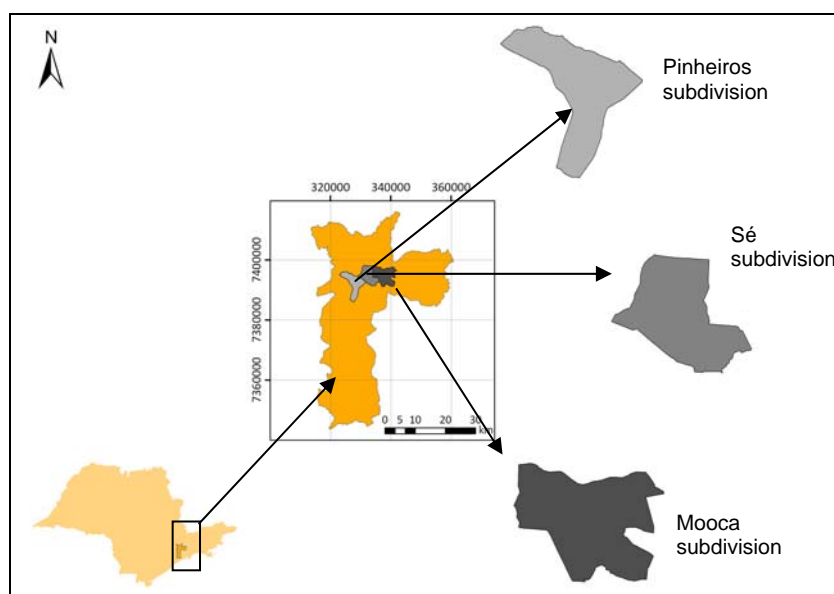 N
Pinheiros
subdivision
320000 340000 360000
7400000
7380000
7360000
0 5 10 20 30
km
Sé
subdivision
Mooca
subdivision